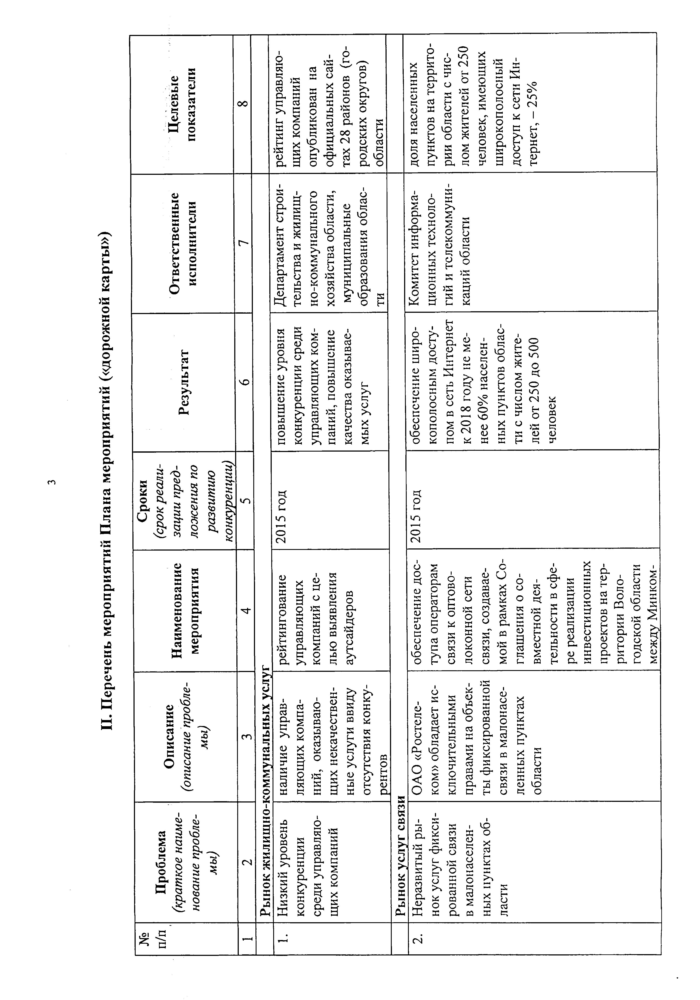 3
II. Перечень мероприятий Плана мероприятий («дорожной карты»)
№
п/п
Проблема
(краткое наиме-
нование пробле-
мы)
Описание
(описание пробле-
мы)
Наименование
мероприятия
Сроки
(срок реали-
зации пред-
ложения по
развитию
конкуренции)
Результат
Ответственные
исполнители
Целевые
показатели
1
2
3
4
5
6
7
8
Рынок жилищно-коммунальных услуг
1.
Низкий уровень
конкуренции
среди управляю-
щих компаний
наличие управ-
ляющих компа-
ний, оказываю-
щих некачествен-
ные услуги ввиду
отсутствия конку-
рентов
рейтингование
управляющих
компаний с це-
лью выявления
аутсайдеров
2015 год
повышение уровня
конкуренции среди
управляющих ком-
паний, повышение
качества оказывае-
мых услуг
Департамент строи-
тельства и жилищ-
но-коммунального
хозяйства области,
муниципальные
образования облас-
ти
рейтинг управляю-
щих компаний
опубликован на
официальных сай-
тах 28 районов (го-
родских округов)
области
Рынок услуг связи
2.
Неразвитый ры-
нок услуг фикси-
рованной связи
в малонаселен-
ных пунктах об-
ласти
ОАО «Ростеле-
ком» обладает ис-
ключительными
правами на объек-
ты фиксированной
связи в малонасе-
ленных пунктах
области
обеспечение дос-
тупа операторам
связи к оптово-
локонной сети
связи, создавае-
мой в рамках Со-
глашения о со-
вместной дея-
тельности в сфе-
ре реализации
инвестиционных
проектов на тер-
ритории Воло-
годской области
между Минком-
2015 год
обеспечение широ-
кополосным досту-
пом в сеть Интернет
к 2018 году не ме-
нее 60% населен-
ных пунктов облас-
ти с числом жите-
лей от 250 до 500
человек
Комитет информа-
ционных техноло-
гий и телекоммуни-
каций области
доля населенных
пунктов на террито-
рии области с чис-
лом жителей от 250
человек, имеющих
широкополосный
доступ к сети Ин-
тернет, – 25%